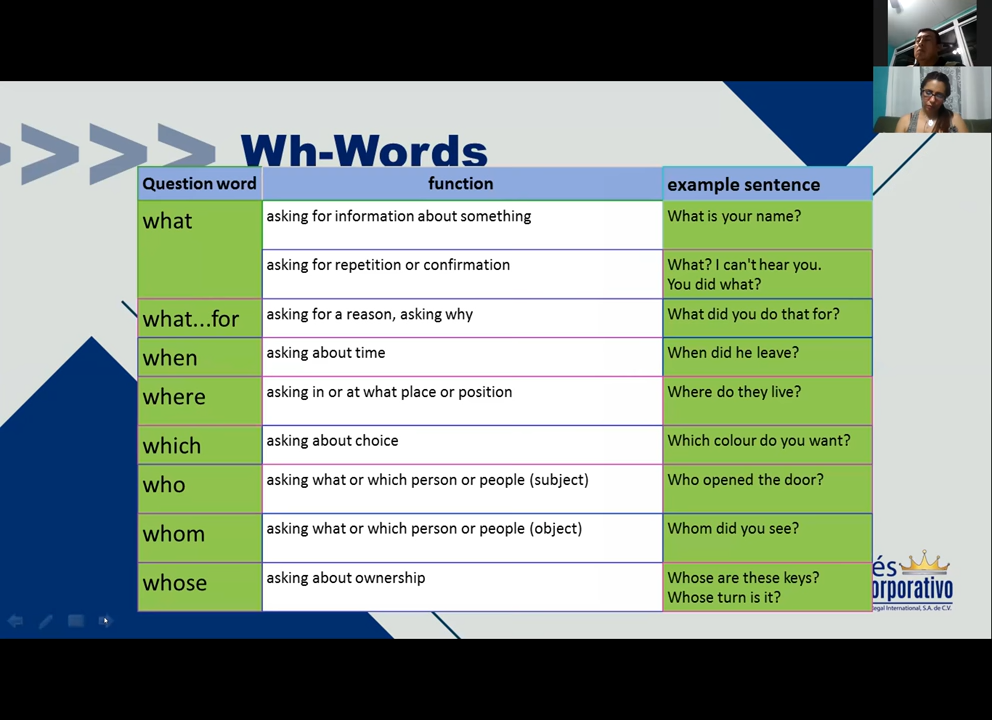 >>>> Wh-Words
Question word function example sentence
what asking for information about something What is your name?
asking for repetition or confirmation What? I can't hear you.
You did what?
what...for asking for a reason, asking why What did you do that for?
when asking about time When did he leave?
where asking in or at what place or position Where do they live?
which asking about choice Which colour do you want?
who asking what or which person or people (subject) Who opened the door?
whom asking what or which person or people (object) Whom did you see?
whose asking about ownership Whose are these keys?
Whose turn is it?
és
orporativo
egal International, S.A. de C.V.